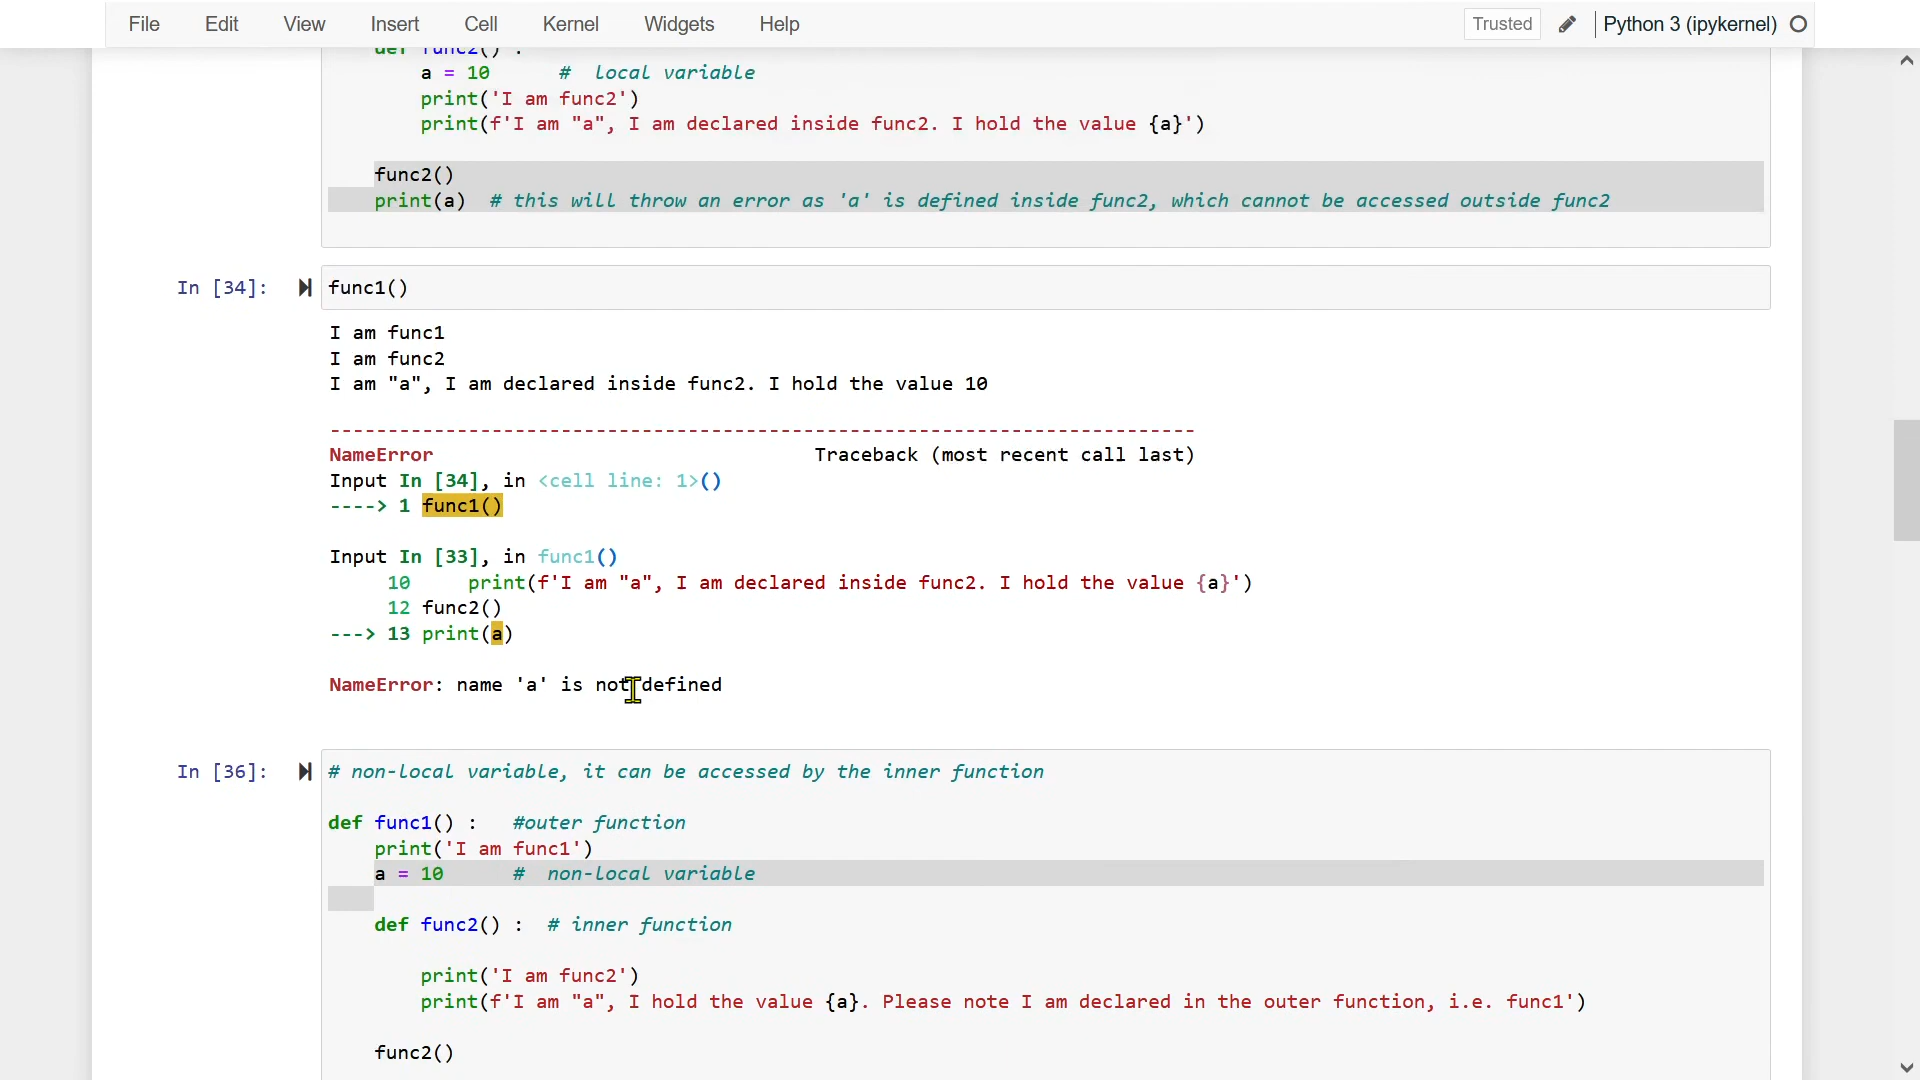 File Edit View Insert Cell Kernel Widgets Help Trusted Python 3 (ipykernel)
def func2() :
a = 10 # local variable
print('I am func2')
print(f'I am "a", I am declared inside func2. I hold the value {a}')
func2()
print(a) # this will throw an error as 'a' is defined inside func2, which cannot be accessed outside func2
In [34]: func1()
I am func1
I am func2
I am "a", I am declared inside func2. I hold the value 10
---------------------------------------------------------------------------
NameError Traceback (most recent call last)
Input In [34], in <cell line: 1>()
----> 1 func1()
Input In [33], in func1()
10 print(f'I am "a", I am declared inside func2. I hold the value {a}')
12 func2()
---> 13 print(a)
NameError: name 'a' is not defined
In [36]: # non-local variable, it can be accessed by the inner function
def func1() : #outer function
print('I am func1')
a = 10 # non-local variable
def func2() : # inner function
print('I am func2')
print(f'I am "a", I hold the value {a}. Please note I am declared in the outer function, i.e. func1')
func2()